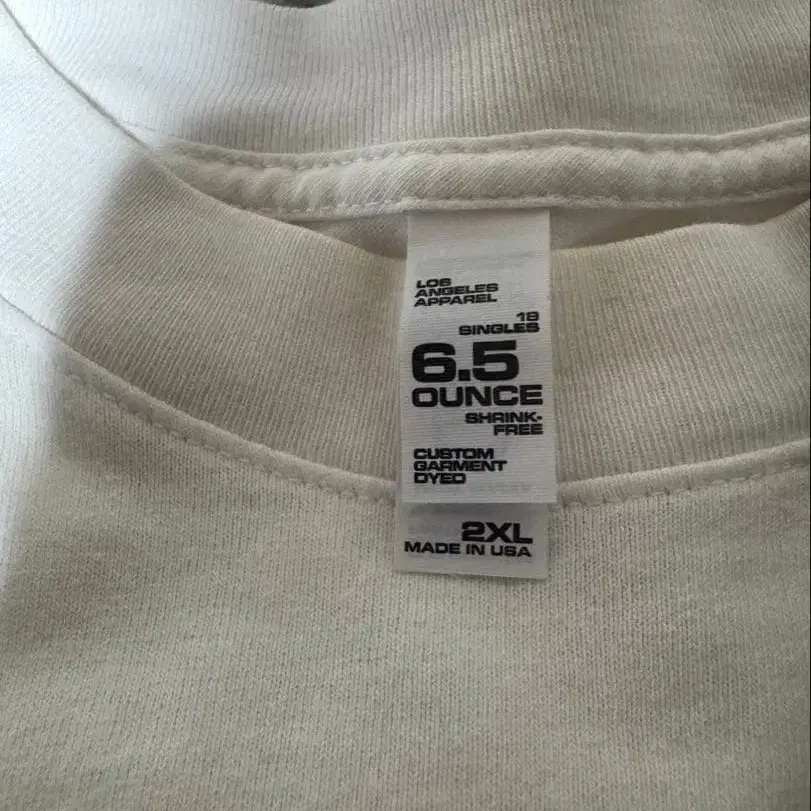 LOS
ANGELES
APPAREL
18
SINGLES
6.5
OUNCE
SHRINK-
FREE
CUSTOM
GARMENT
DYED
2XL
MADE IN USA